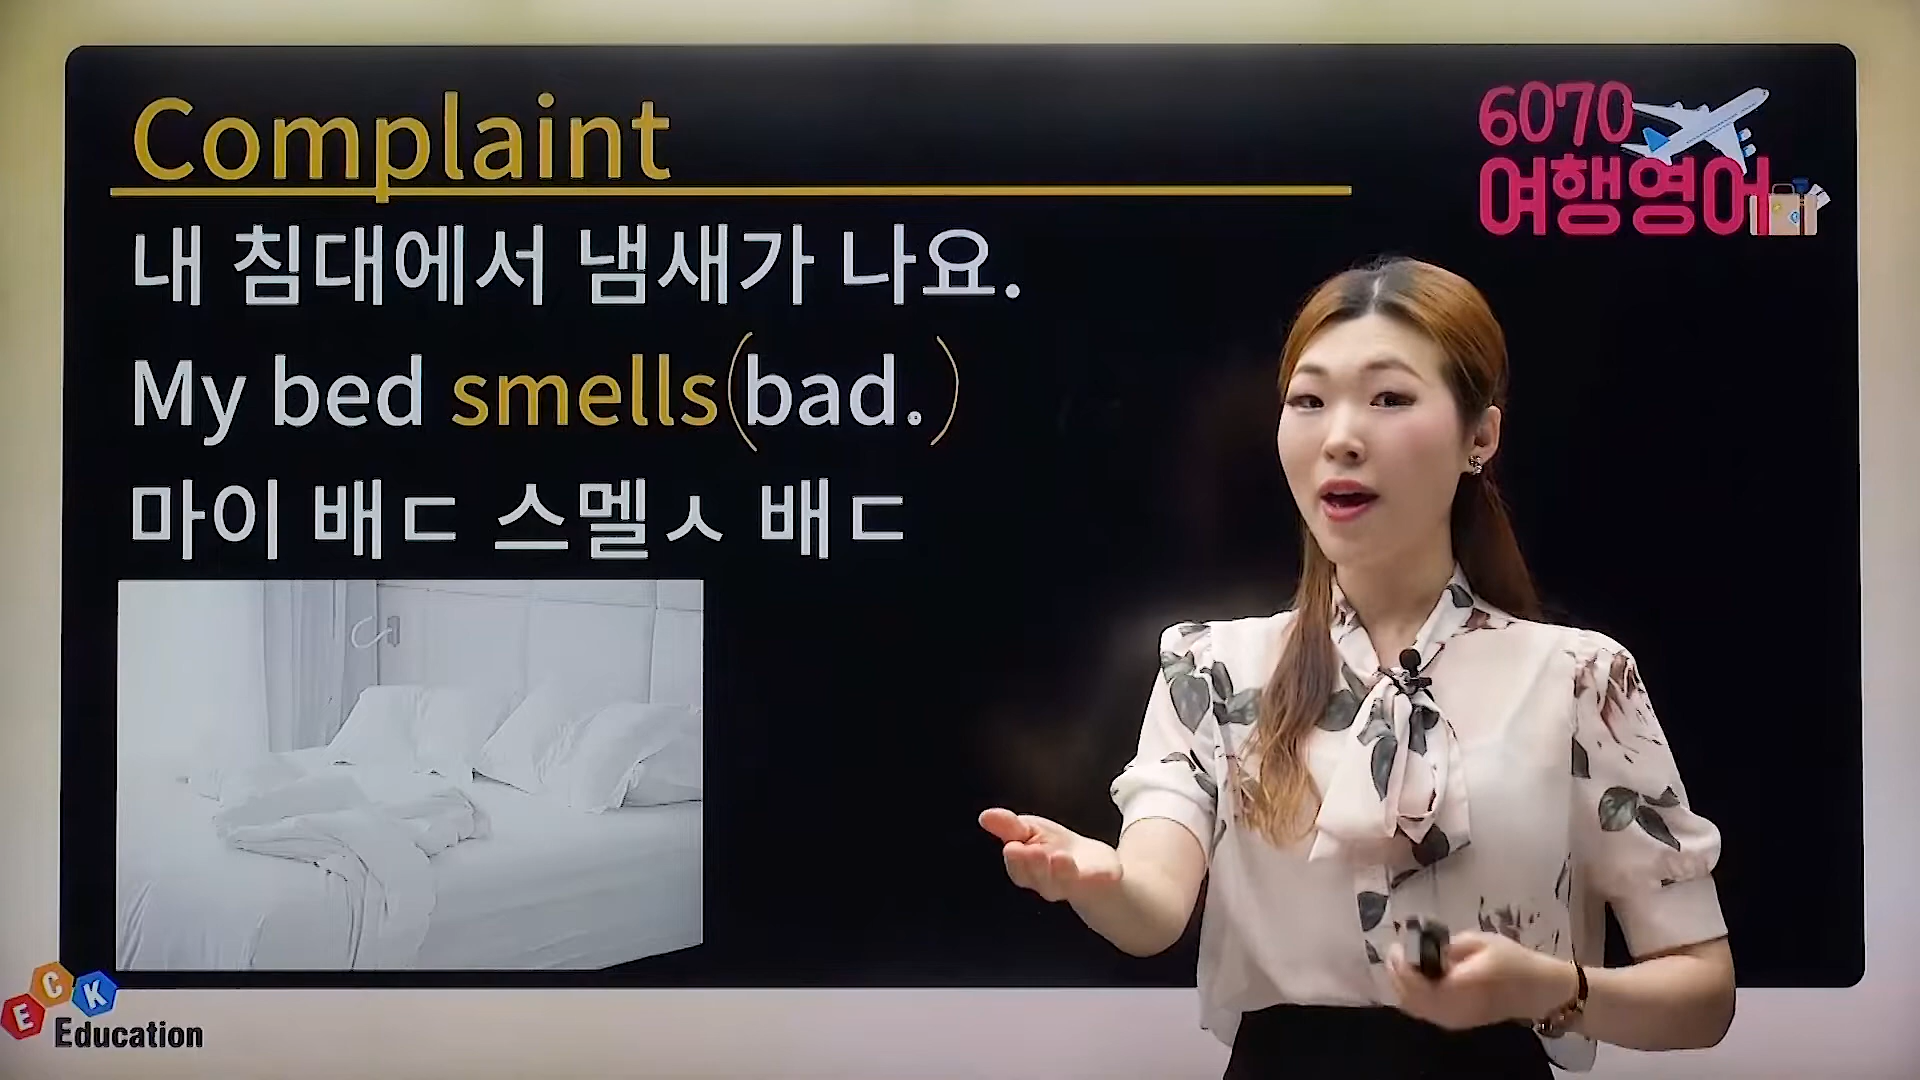 Complaint
6070
여행영어
내 침대에서 냄새가 나요.
My bed smells(bad.)
마이 배ㄷ 스멜ㅅ 배ㄷ
ECK
Education